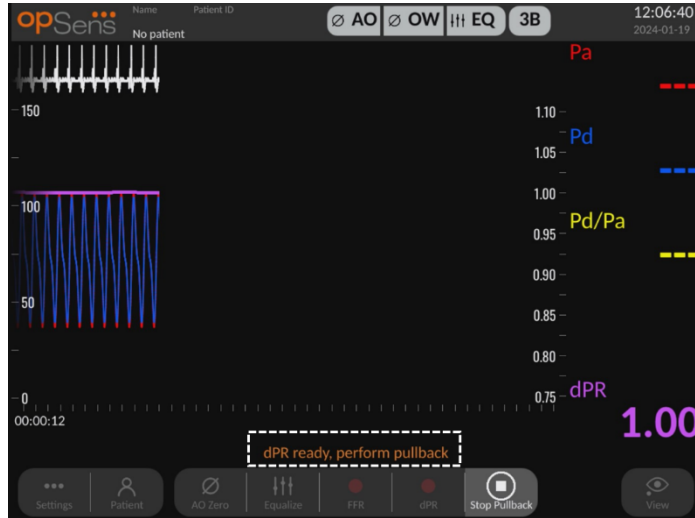 opSens
Name Patient ID
No patient
Ø AO Ø OW EQ 3B
12:06:40
2024-01-19
Pa
---
150
1.10
Pd
1.05
---
1.00
100
Pd/Pa
0.95
---
0.90
50
0.85
0.80
0
0.75
dPR
00:00:12
1.00
dPR ready, perform pullback
Settings Patient AO Zero Equalize FFR dPR Stop Pullback View